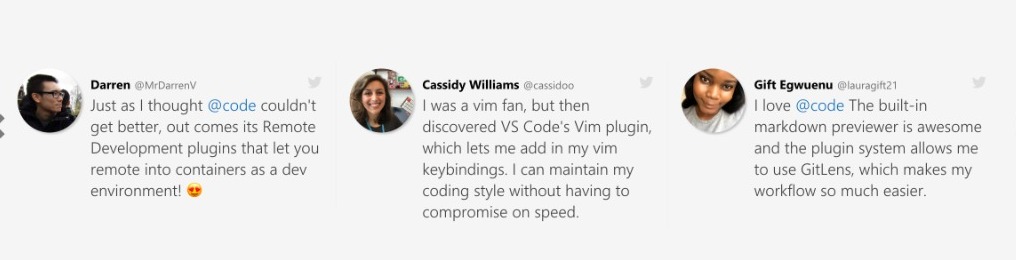 Darren @MrDarrenV
Just as I thought @code couldn't
get better, out comes its Remote
Development plugins that let you
remote into containers as a dev
environment! 😍
Cassidy Williams @cassidoo
I was a vim fan, but then
discovered VS Code's Vim plugin,
which lets me add in my vim
keybindings. I can maintain my
coding style without having to
compromise on speed.
Gift Egwuenu @lauragift21
I love @code The built-in
markdown previewer is awesome
and the plugin system allows me
to use GitLens, which makes my
workflow so much easier.